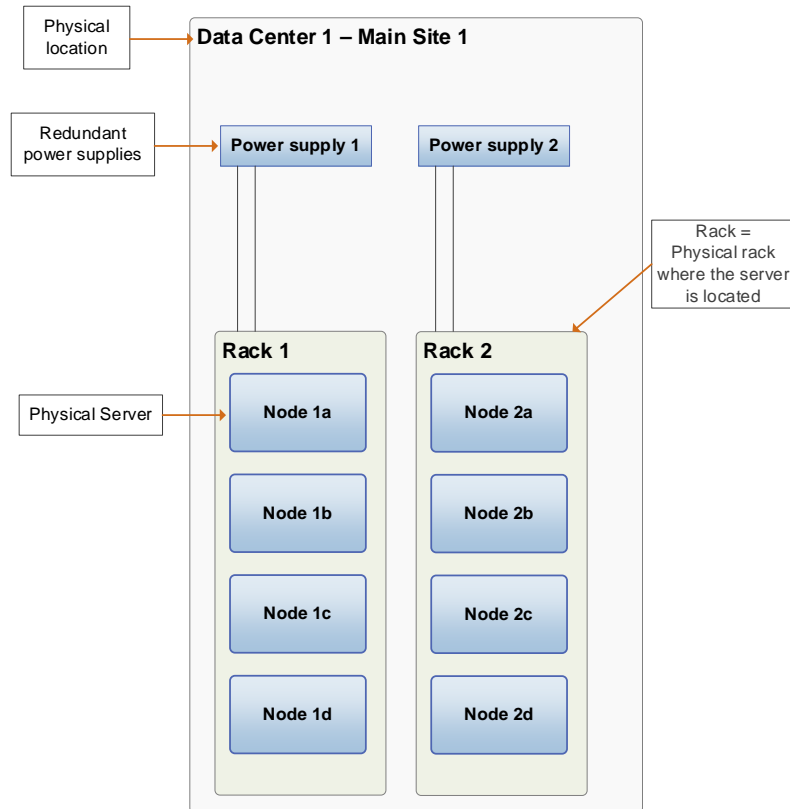 Physical
location
Data Center 1 – Main Site 1
Redundant
power supplies
Power supply 1
Power supply 2
Rack =
Physical rack
where the server
is located
Rack 1
Rack 2
Physical Server
Node 1a
Node 2a
Node 1b
Node 2b
Node 1c
Node 2c
Node 1d
Node 2d